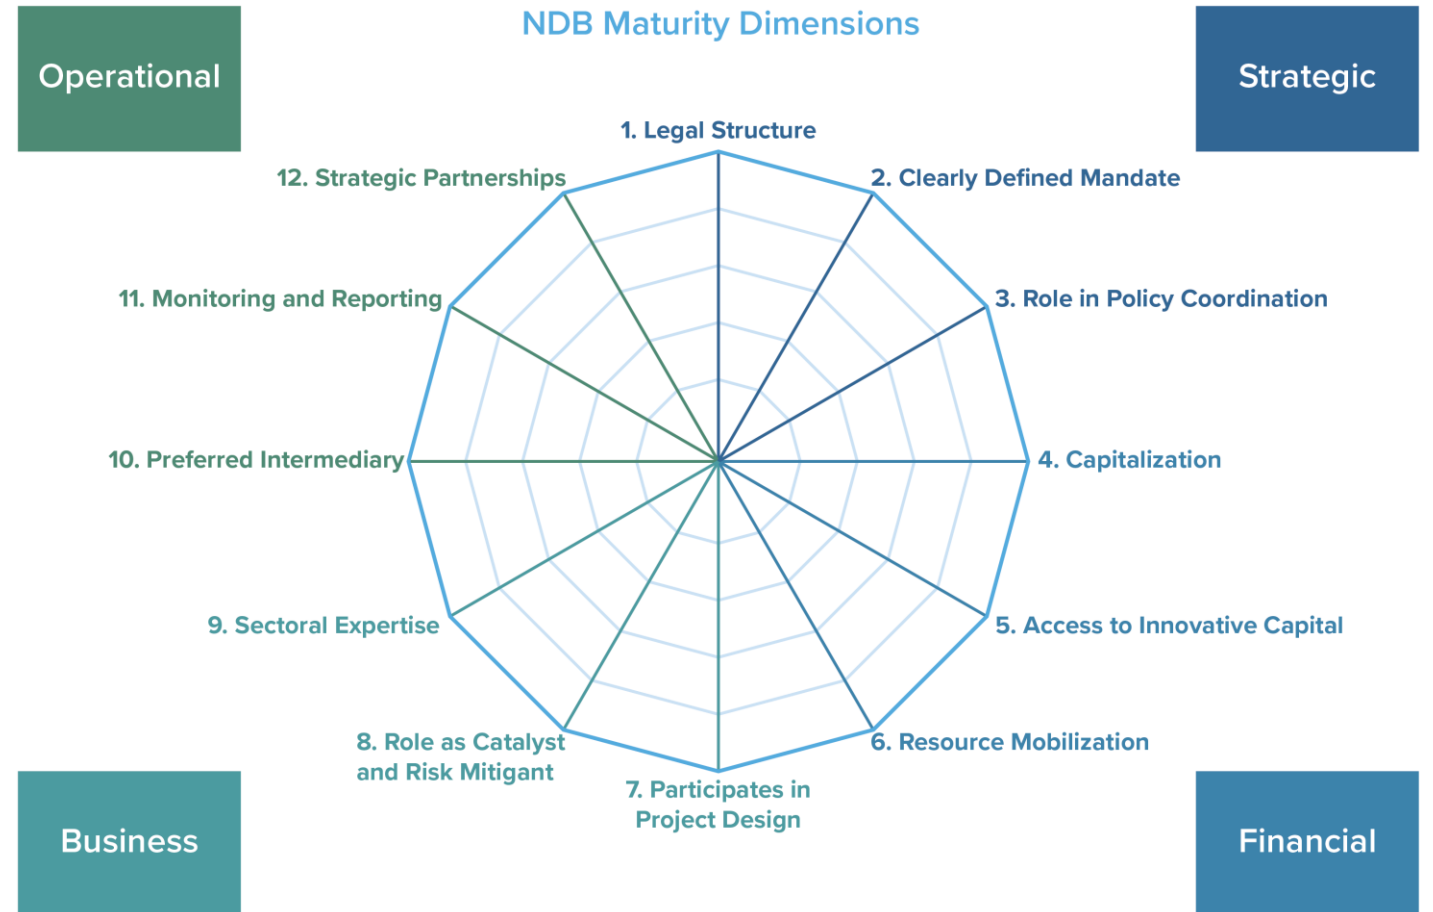 NDB Maturity Dimensions
Operational
Strategic
1. Legal Structure
2. Clearly Defined Mandate
3. Role in Policy Coordination
4. Capitalization
5. Access to Innovative Capital
6. Resource Mobilization
7. Participates in
Project Design
8. Role as Catalyst
and Risk Mitigant
9. Sectoral Expertise
10. Preferred Intermediary
11. Monitoring and Reporting
12. Strategic Partnerships
Business
Financial